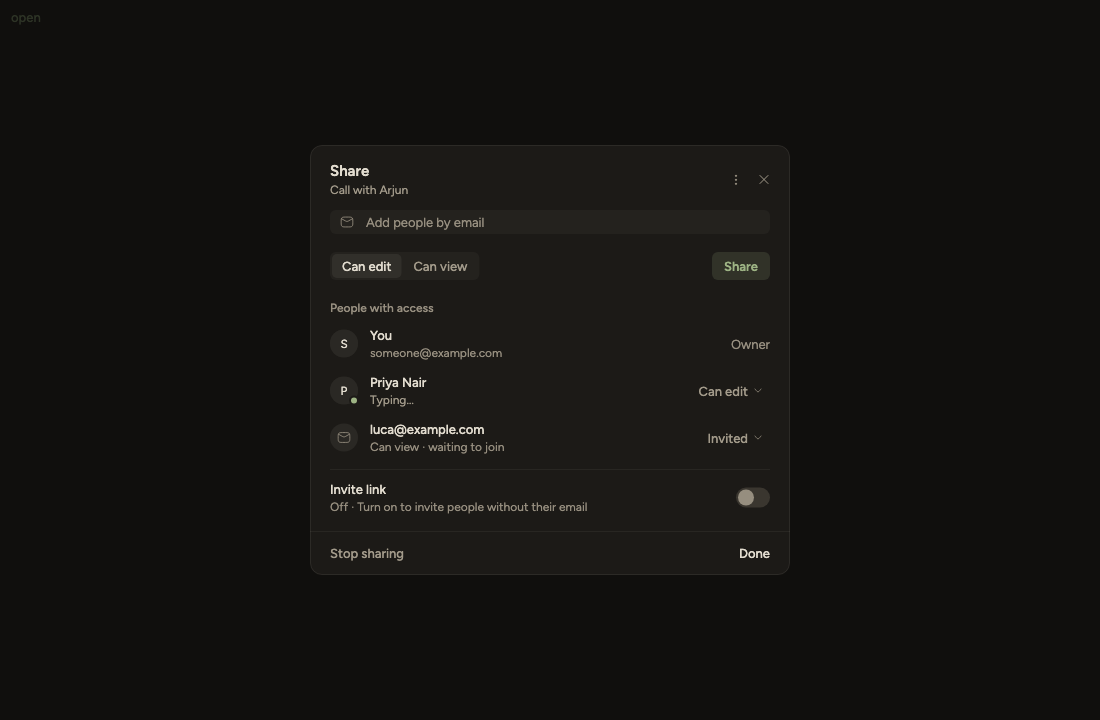 open
Share
Call with Arjun
Add people by email
Can edit Can view Share
People with access
S You
someone@example.com
Owner
P Priya Nair
Typing...
Can edit
luca@example.com
Can view · waiting to join
Invited
Invite link
Off · Turn on to invite people without their email
Stop sharing Done